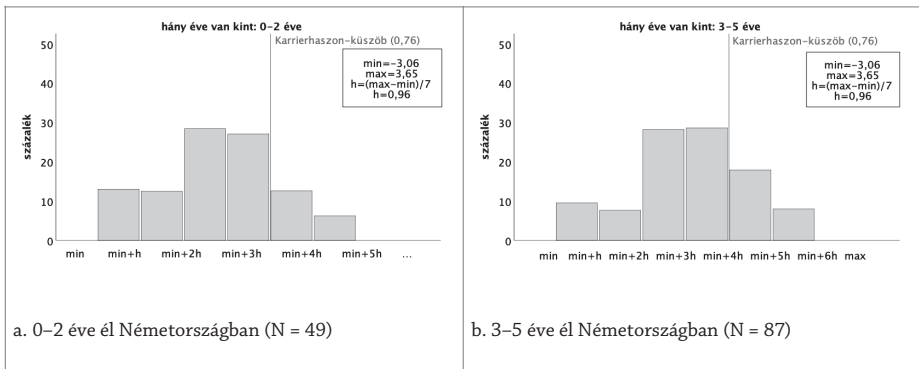 hány éve van kint: 0–2 éve
Karrierhaszon-küszöb (0,76)
min=–3,06
max=3,65
h=(max–min)/7
h=0,96
százalék
50
40
30
20
10
0
min min+h min+2h min+3h min+4h min+5h ...
a. 0–2 éve él Németországban (N = 49)
hány éve van kint: 3–5 éve
Karrierhaszon-küszöb (0,76)
min=–3,06
max=3,65
h=(max–min)/7
h=0,96
százalék
50
40
30
20
10
0
min min+h min+2h min+3h min+4h min+5h min+6h max
b. 3–5 éve él Németországban (N = 87)